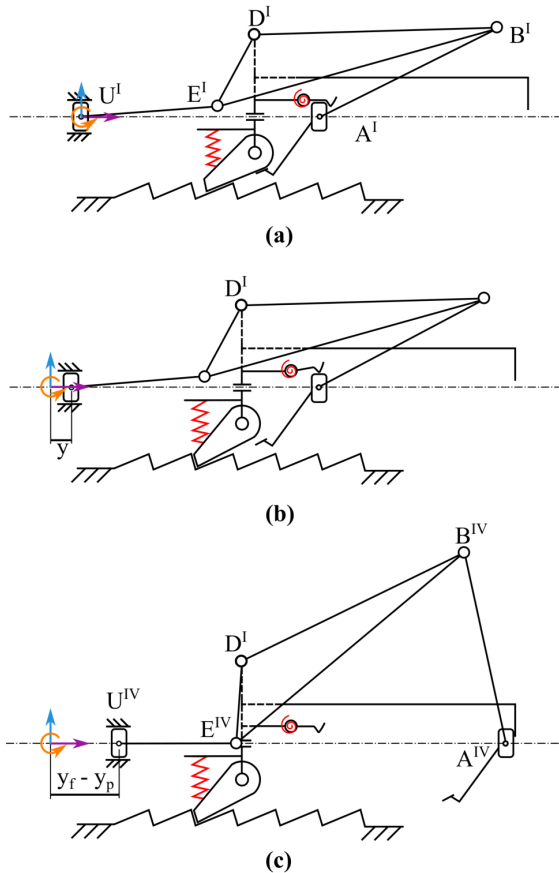 D^I
B^I
U^I
E^I
A^I
(a)
D^I
y
(b)
B^IV
D^I
U^IV
E^IV
A^IV
y_f - y_p
(c)